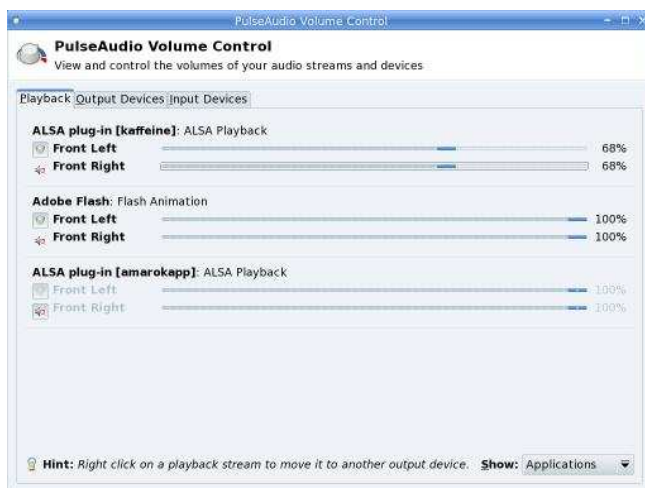 PulseAudio Volume Control
PulseAudio Volume Control
View and control the volumes of your audio streams and devices
Playback Output Devices Input Devices
ALSA plug-in [kaffeine]: ALSA Playback
Front Left 68%
Front Right 68%
Adobe Flash: Flash Animation
Front Left 100%
Front Right 100%
ALSA plug-in [amarokapp]: ALSA Playback
Front Left 100%
Front Right 100%
Hint: Right click on a playback stream to move it to another output device. Show: Applications